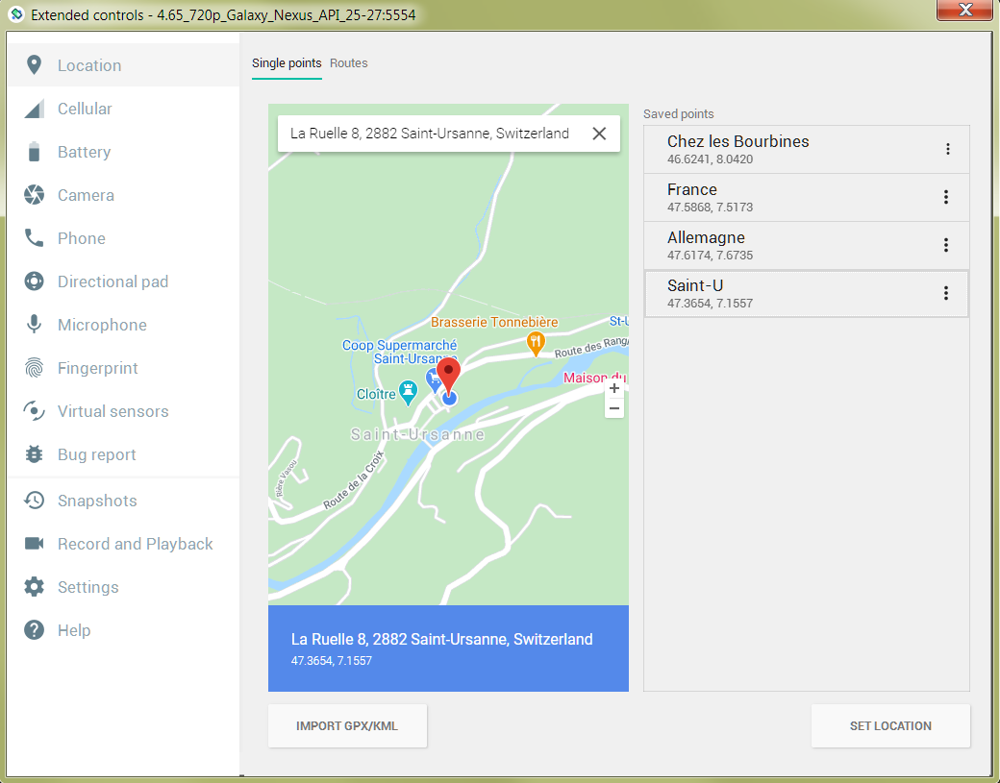 Extended controls - 4.65_720p_Galaxy_Nexus_API_25-27:5554
Location
Cellular
Battery
Camera
Phone
Directional pad
Microphone
Fingerprint
Virtual sensors
Bug report
Snapshots
Record and Playback
Settings
Help
Single points
Routes
La Ruelle 8, 2882 Saint-Ursanne, Switzerland
Brasserie Tonnebière
St-U
Coop Supermarché
Saint-Ursanne
Route des Rang
Maison du
Cloître
Saint-Ursanne
Route de la Croix
Rière Vasou
La Ruelle 8, 2882 Saint-Ursanne, Switzerland
47.3654, 7.1557
IMPORT GPX/KML
Saved points
Chez les Bourbines
46.6241, 8.0420
France
47.5868, 7.5173
Allemagne
47.6174, 7.6735
Saint-U
47.3654, 7.1557
SET LOCATION